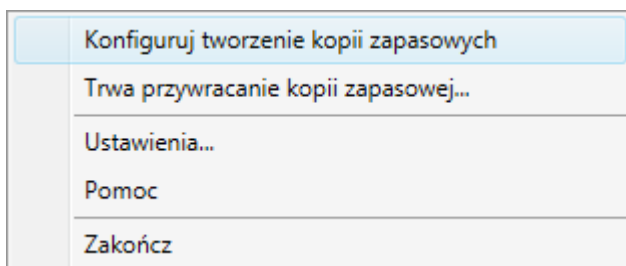 Konfiguruj tworzenie kopii zapasowych
Trwa przywracanie kopii zapasowej...
Ustawienia...
Pomoc
Zakończ